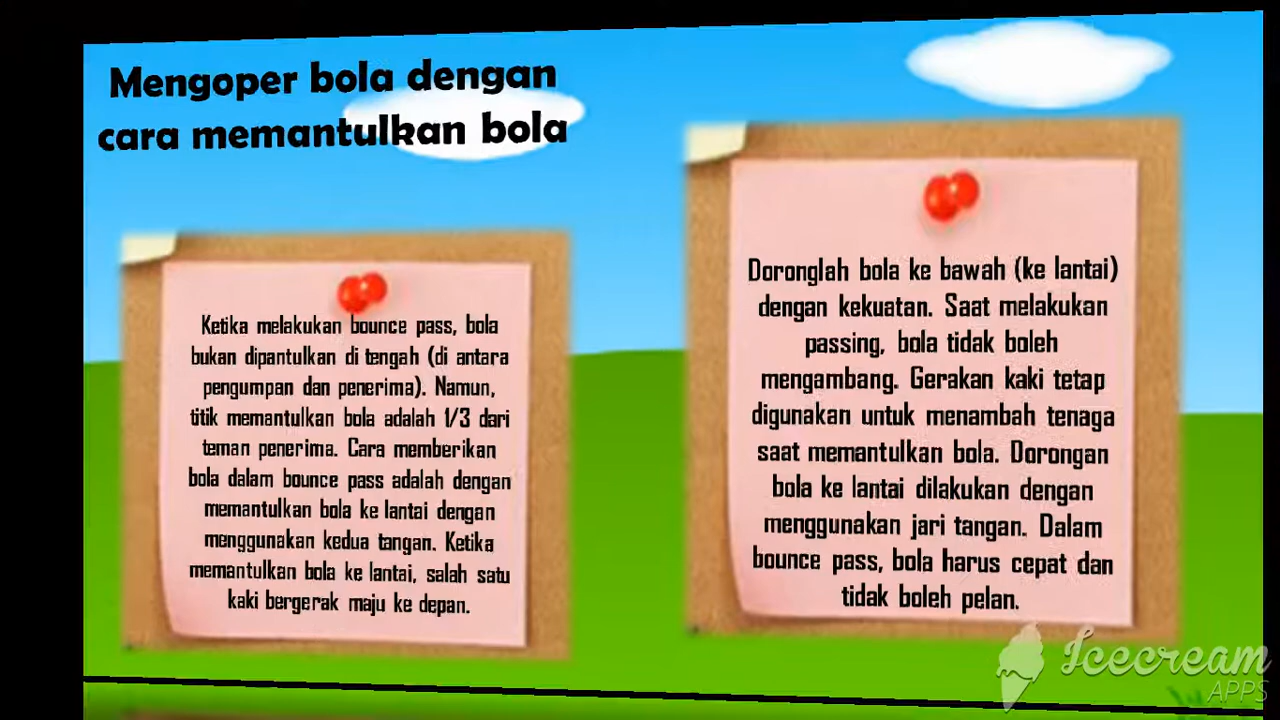 Mengoper bola dengan
cara memantulkan bola
Ketika melakukan bounce pass, bola
bukan dipantulkan di tengah (di antara
pengumpan dan penerima). Namun,
titik memantulkan bola adalah 1/3 dari
teman penerima. Cara memberikan
bola dalam bounce pass adalah dengan
memantulkan bola ke lantai dengan
menggunakan kedua tangan. Ketika
memantulkan bola ke lantai, salah satu
kaki bergerak maju ke depan.
Doronglah bola ke bawah (ke lantai)
dengan kekuatan. Saat melakukan
passing, bola tidak boleh
mengambang. Gerakan kaki tetap
digunakan untuk menambah tenaga
saat memantulkan bola. Dorongan
bola ke lantai dilakukan dengan
menggunakan jari tangan. Dalam
bounce pass, bola harus cepat dan
tidak boleh pelan.
Icecream
APPS